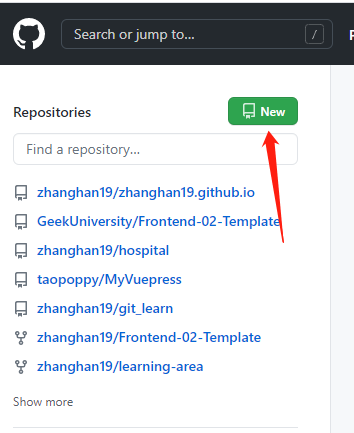 Search or jump to...
/
Repositories
New
Find a repository...
zhanghan19/zhanghan19.github.io
GeekUniversity/Frontend-02-Template
zhanghan19/hospital
taopoppy/MyVuepress
zhanghan19/git_learn
zhanghan19/Frontend-02-Template
zhanghan19/learning-area
Show more